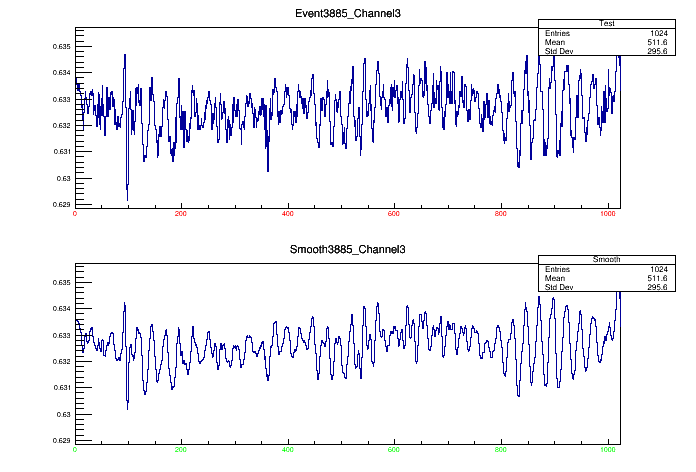 Event3885_Channel3
Test
Entries 1024
Mean 511.6
Std Dev 295.6
0.635
0.634
0.633
0.632
0.631
0.63
0.629
0 200 400 600 800 1000
Smooth3885_Channel3
Smooth
Entries 1024
Mean 511.6
Std Dev 295.6
0.635
0.634
0.633
0.632
0.631
0.63
0.629
0 200 400 600 800 1000